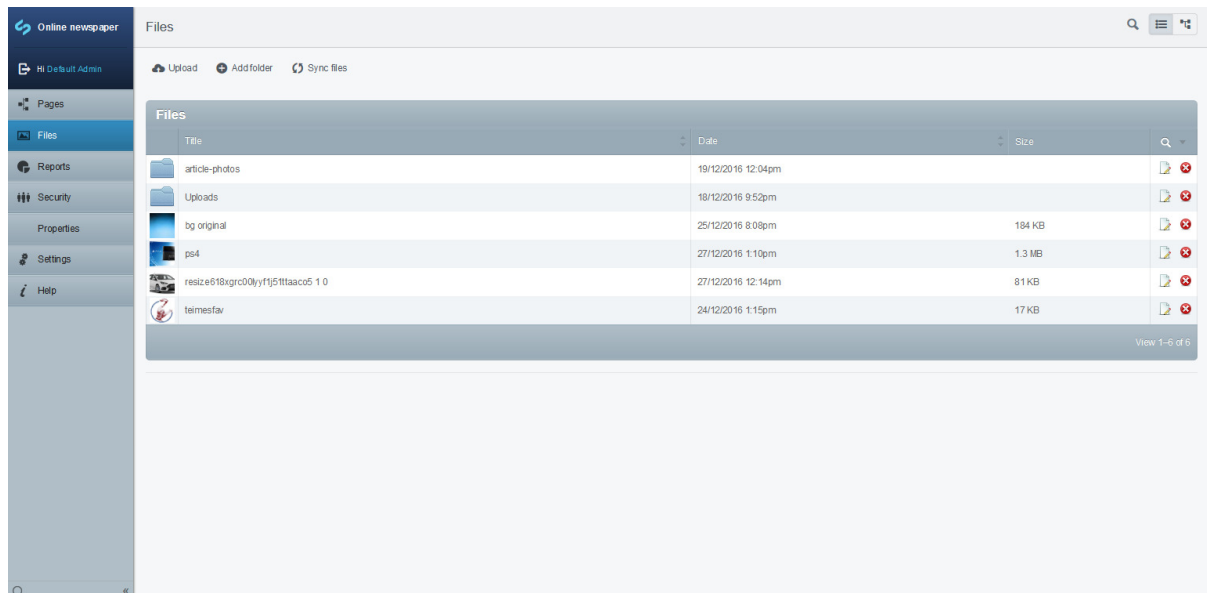 Online newspaper
Files
Hi Default Admin
Upload Add folder Sync files
Pages
Files
Reports
Security
Properties
Settings
Help
Files
Title Date Size
article-photos 19/12/2016 12:04pm
Uploads 18/12/2016 9:52pm
bg original 25/12/2016 8:08pm 184 KB
ps4 27/12/2016 1:10pm 1.3 MB
27/12/2016 12:14pm 81 KB
teimesfav 24/12/2016 1:15pm 17 KB
View 1–6 of 6